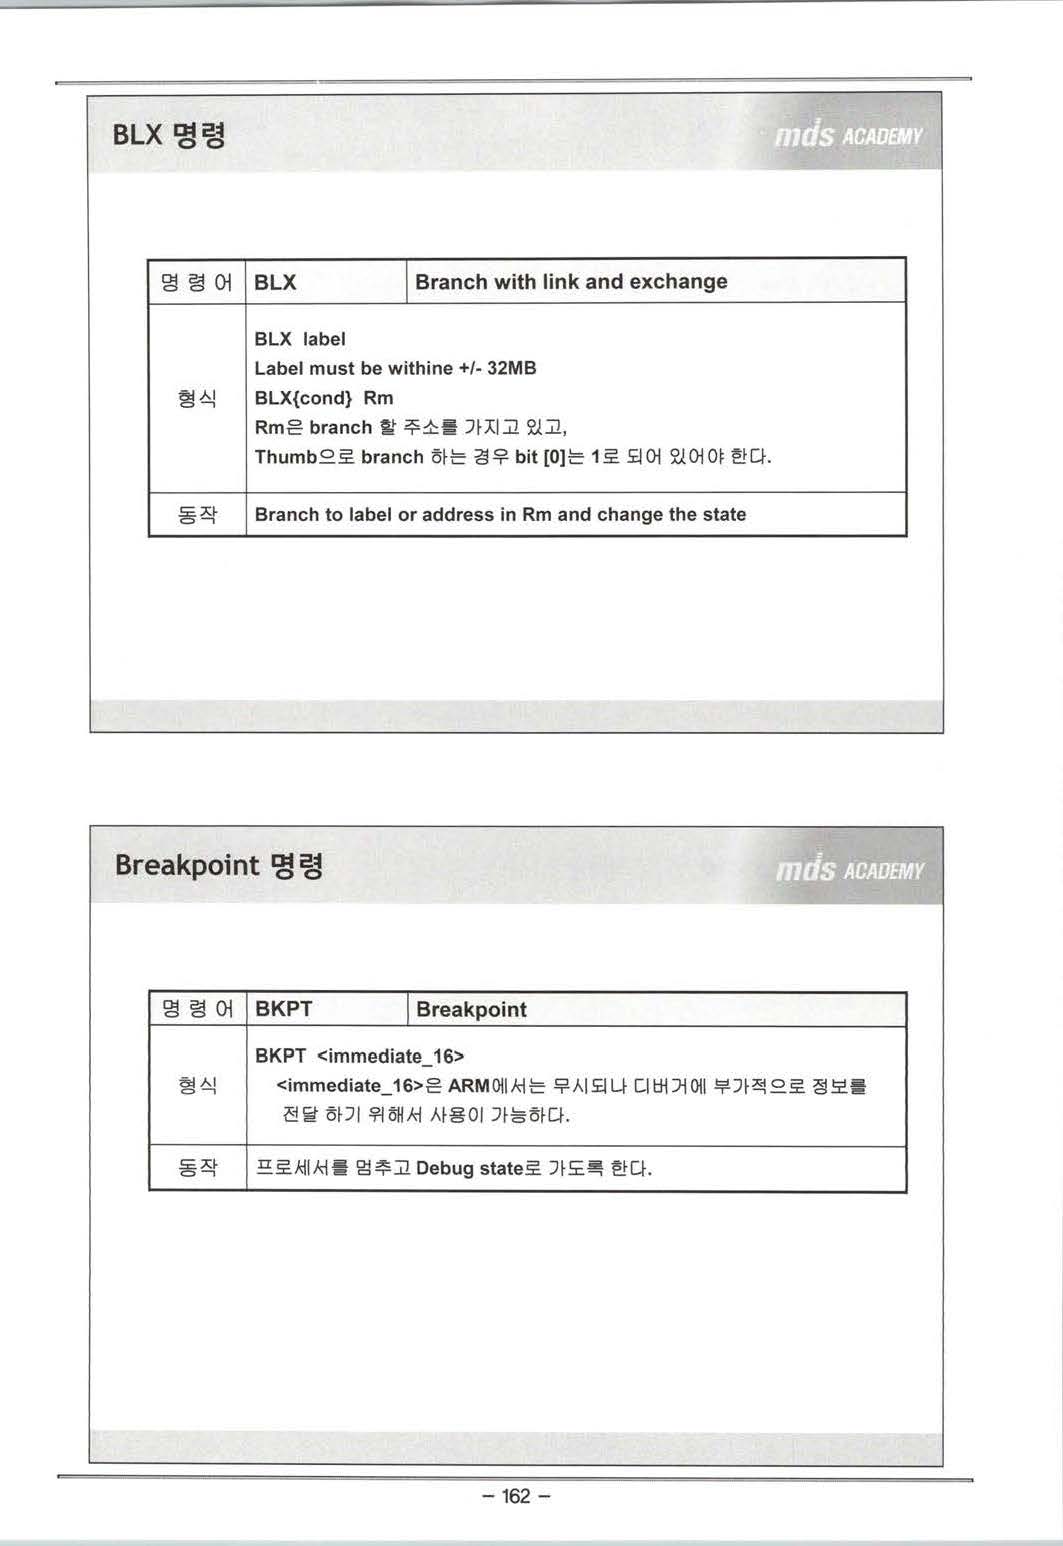 BLX 명령
mds ACADEMY
명 령 어 BLX Branch with link and exchange
BLX label
Label must be withine +/- 32MB
형식 BLX{cond} Rm
Rm은 branch 할 주소를 가지고 있고,
Thumb으로 branch 하는 경우 bit [0]는 1로 되어 있어야 한다.
동작 Branch to label or address in Rm and change the state
Breakpoint 명령
mds ACADEMY
명 령 어 BKPT Breakpoint
BKPT <immediate_16>
형식 <immediate_16>은 ARM에서는 무시되나 디버거에 부가적으로 정보를
전달 하기 위해서 사용이 가능하다.
동작 프로세서를 멈추고 Debug state로 가도록 한다.
- 162 -